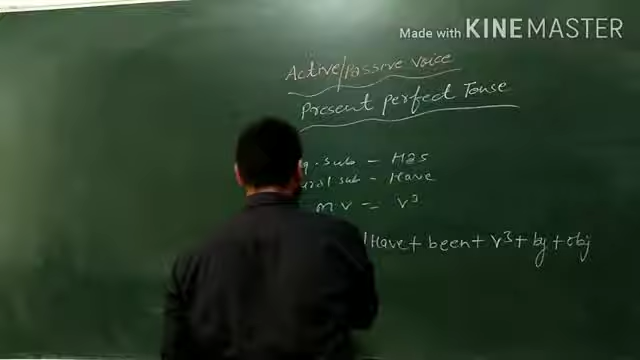 Made with KINEMASTER
Active/Passive voice
Present perfect Tense
sub - Has
sub - Have
m.v = V³
Have + been + V³ + by + obj